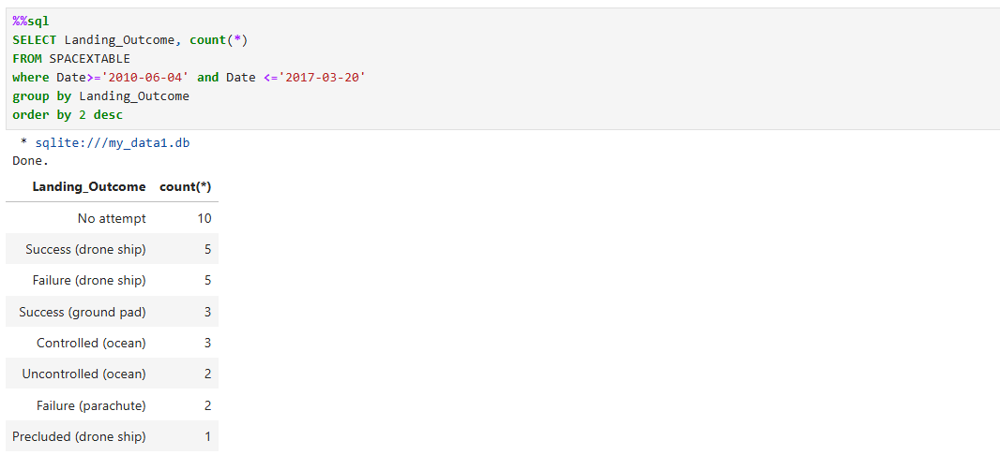 %%sql
SELECT Landing_Outcome, count(*)
FROM SPACEXTABLE
where Date>='2010-06-04' and Date <='2017-03-20'
group by Landing_Outcome
order by 2 desc
* sqlite:///my_data1.db
Done.
Landing_Outcome count(*)
No attempt 10
Success (drone ship) 5
Failure (drone ship) 5
Success (ground pad) 3
Controlled (ocean) 3
Uncontrolled (ocean) 2
Failure (parachute) 2
Precluded (drone ship) 1